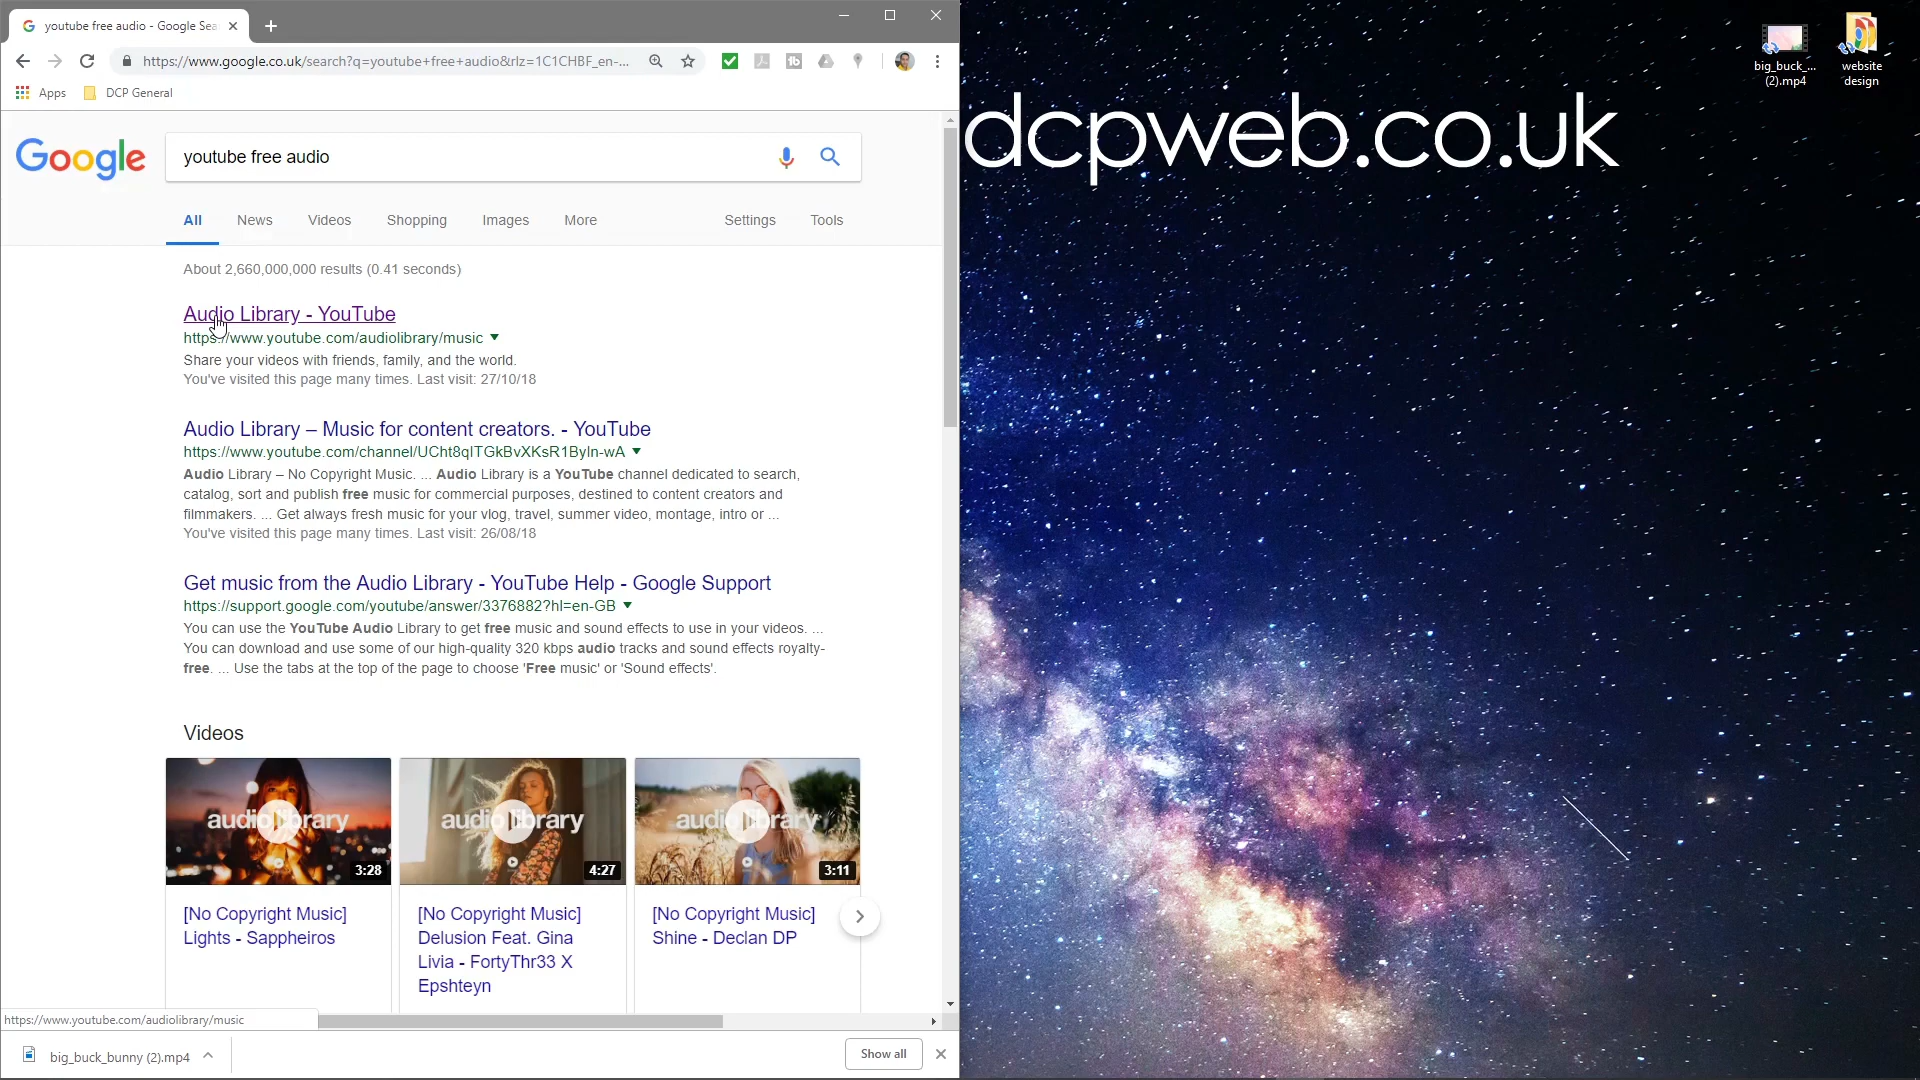 youtube free audio - Google Sea
https://www.google.co.uk/search?q=youtube+free+audio&rlz=1C1CHBF_en-...
Apps
DCP General
Google
youtube free audio
All
News
Videos
Shopping
Images
More
Settings
Tools
About 2,660,000,000 results (0.41 seconds)
Audio Library - YouTube
https://www.youtube.com/audiolibrary/music
Share your videos with friends, family, and the world.
You've visited this page many times. Last visit: 27/10/18
Audio Library – Music for content creators. - YouTube
https://www.youtube.com/channel/UCht8qITGkBvXKsR1Byln-wA
Audio Library – No Copyright Music. ... Audio Library is a YouTube channel dedicated to search,
catalog, sort and publish free music for commercial purposes, destined to content creators and
filmmakers. ... Get always fresh music for your vlog, travel, summer video, montage, intro or ...
You've visited this page many times. Last visit: 26/08/18
Get music from the Audio Library - YouTube Help - Google Support
https://support.google.com/youtube/answer/3376882?hl=en-GB
You can use the YouTube Audio Library to get free music and sound effects to use in your videos. ...
You can download and use some of our high-quality 320 kbps audio tracks and sound effects royalty-
free. ... Use the tabs at the top of the page to choose 'Free music' or 'Sound effects'.
Videos
audio library
3:28
audio library
4:27
audio library
3:11
[No Copyright Music]
Lights - Sappheiros
[No Copyright Music]
Delusion Feat. Gina
Livia - FortyThr33 X
Epshteyn
[No Copyright Music]
Shine - Declan DP
https://www.youtube.com/audiolibrary/music
big_buck_bunny (2).mp4
Show all
dcpweb.co.uk
big_buck_...
(2).mp4
website
design